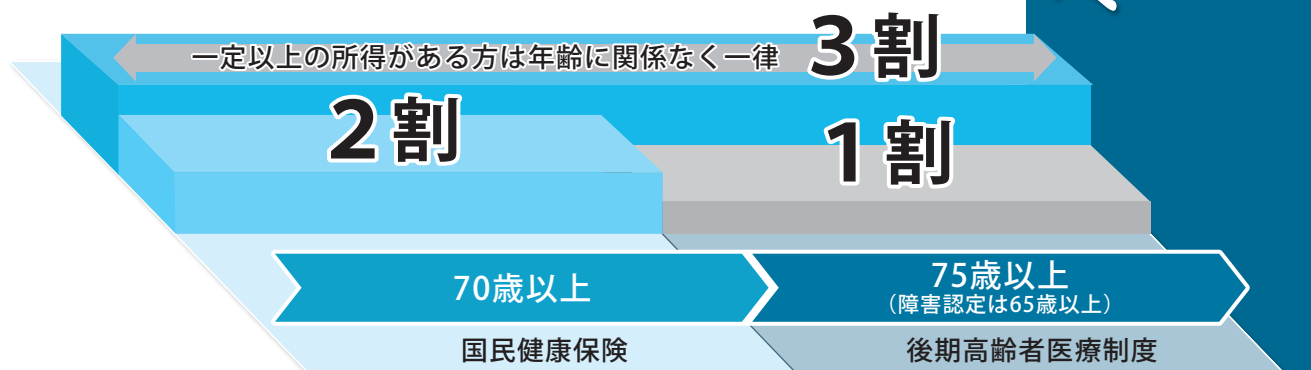 一定以上の所得がある方は年齢に関係なく一律 3割
2割
1割
70歳以上
75歳以上
（障害認定は65歳以上）
国民健康保険
後期高齢者医療制度